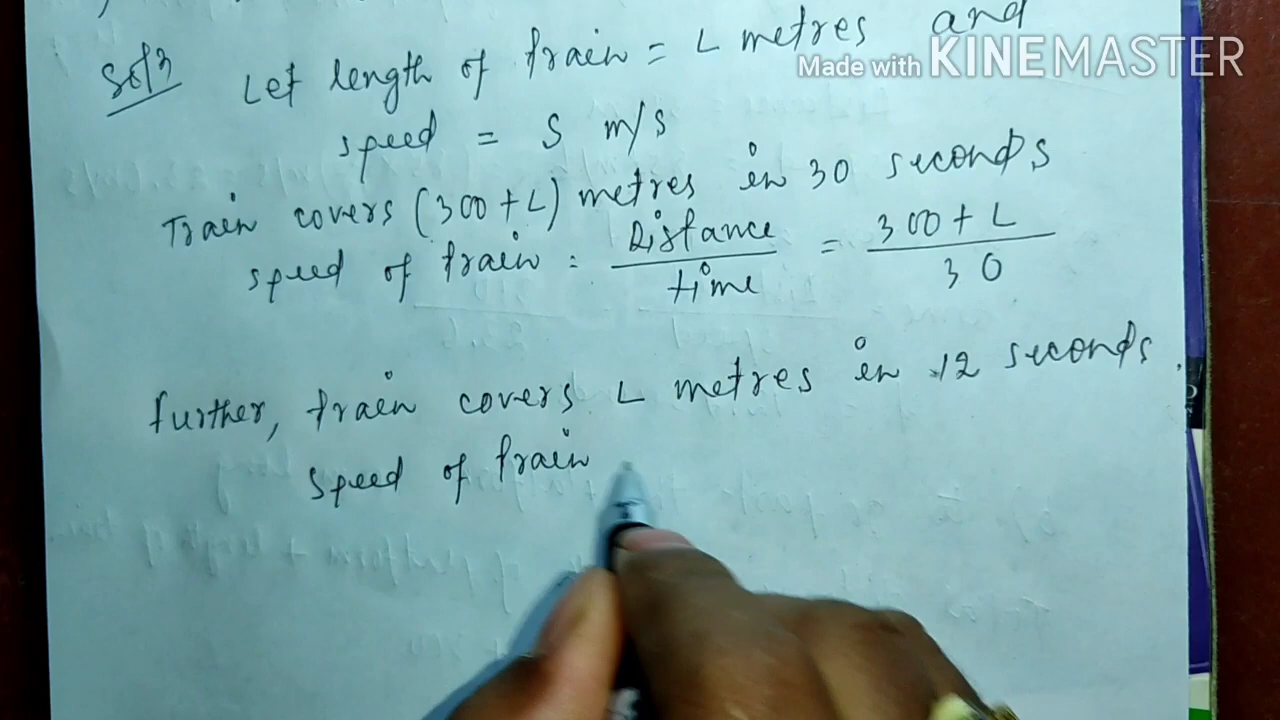 Soln Let length of train = L metres and
Made with KINEMASTER
speed = S m/s
Train covers (300 + L) metres in 30 seconds
speed of train = Distance / time = 300 + L / 30
further, train covers L metres in 12 seconds.
speed of train